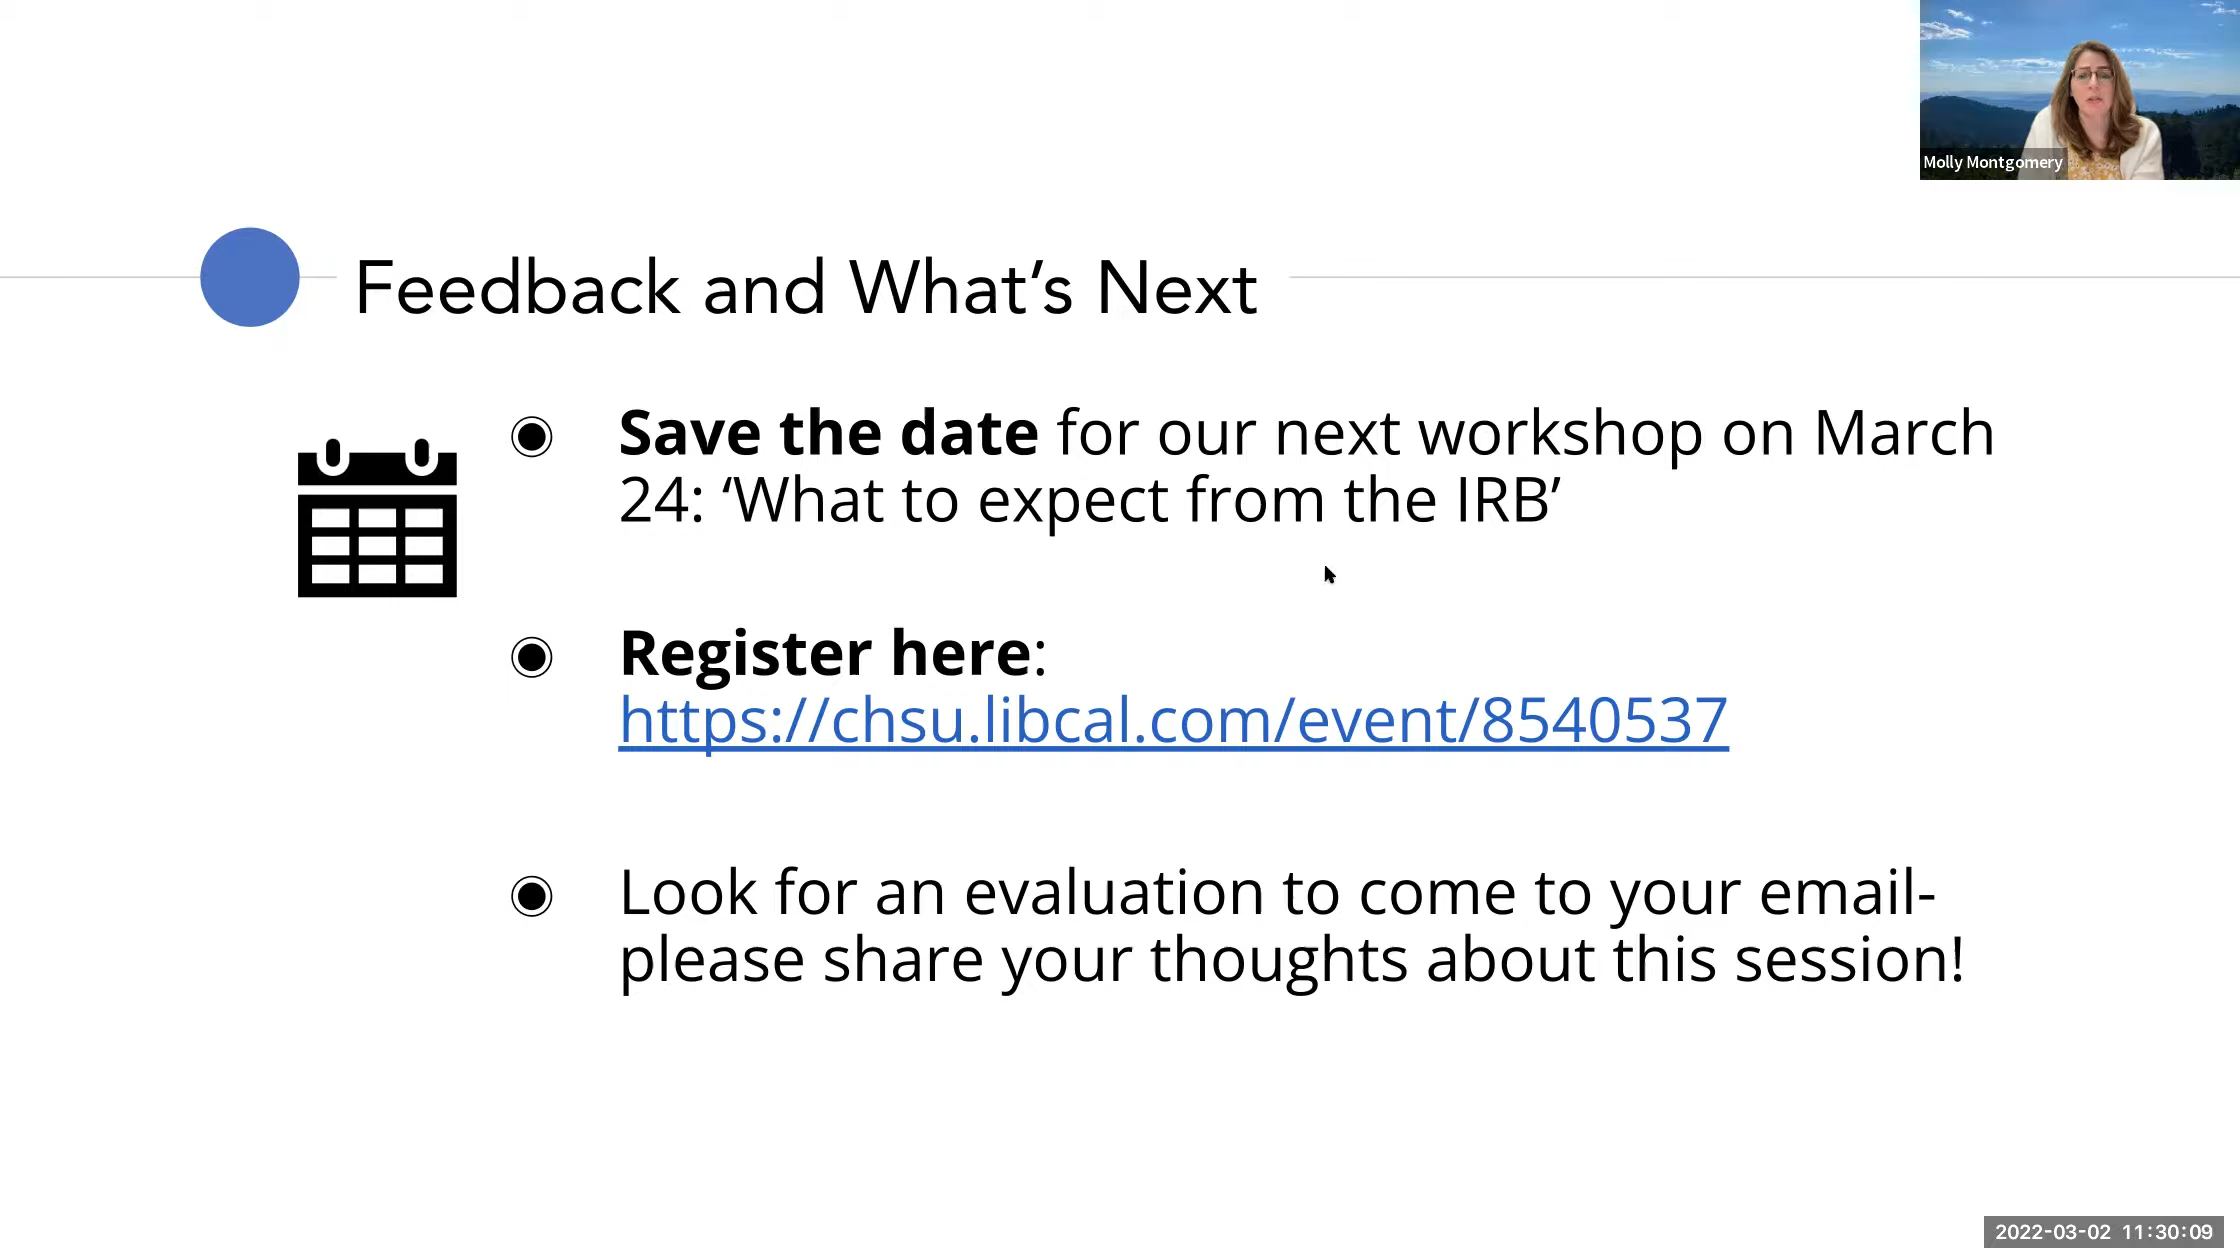 Molly Montgomery
Feedback and What’s Next
Save the date for our next workshop on March
24: ‘What to expect from the IRB’
Register here:
https://chsu.libcal.com/event/8540537
Look for an evaluation to come to your email-
please share your thoughts about this session!
2022-03-02 11:30:09